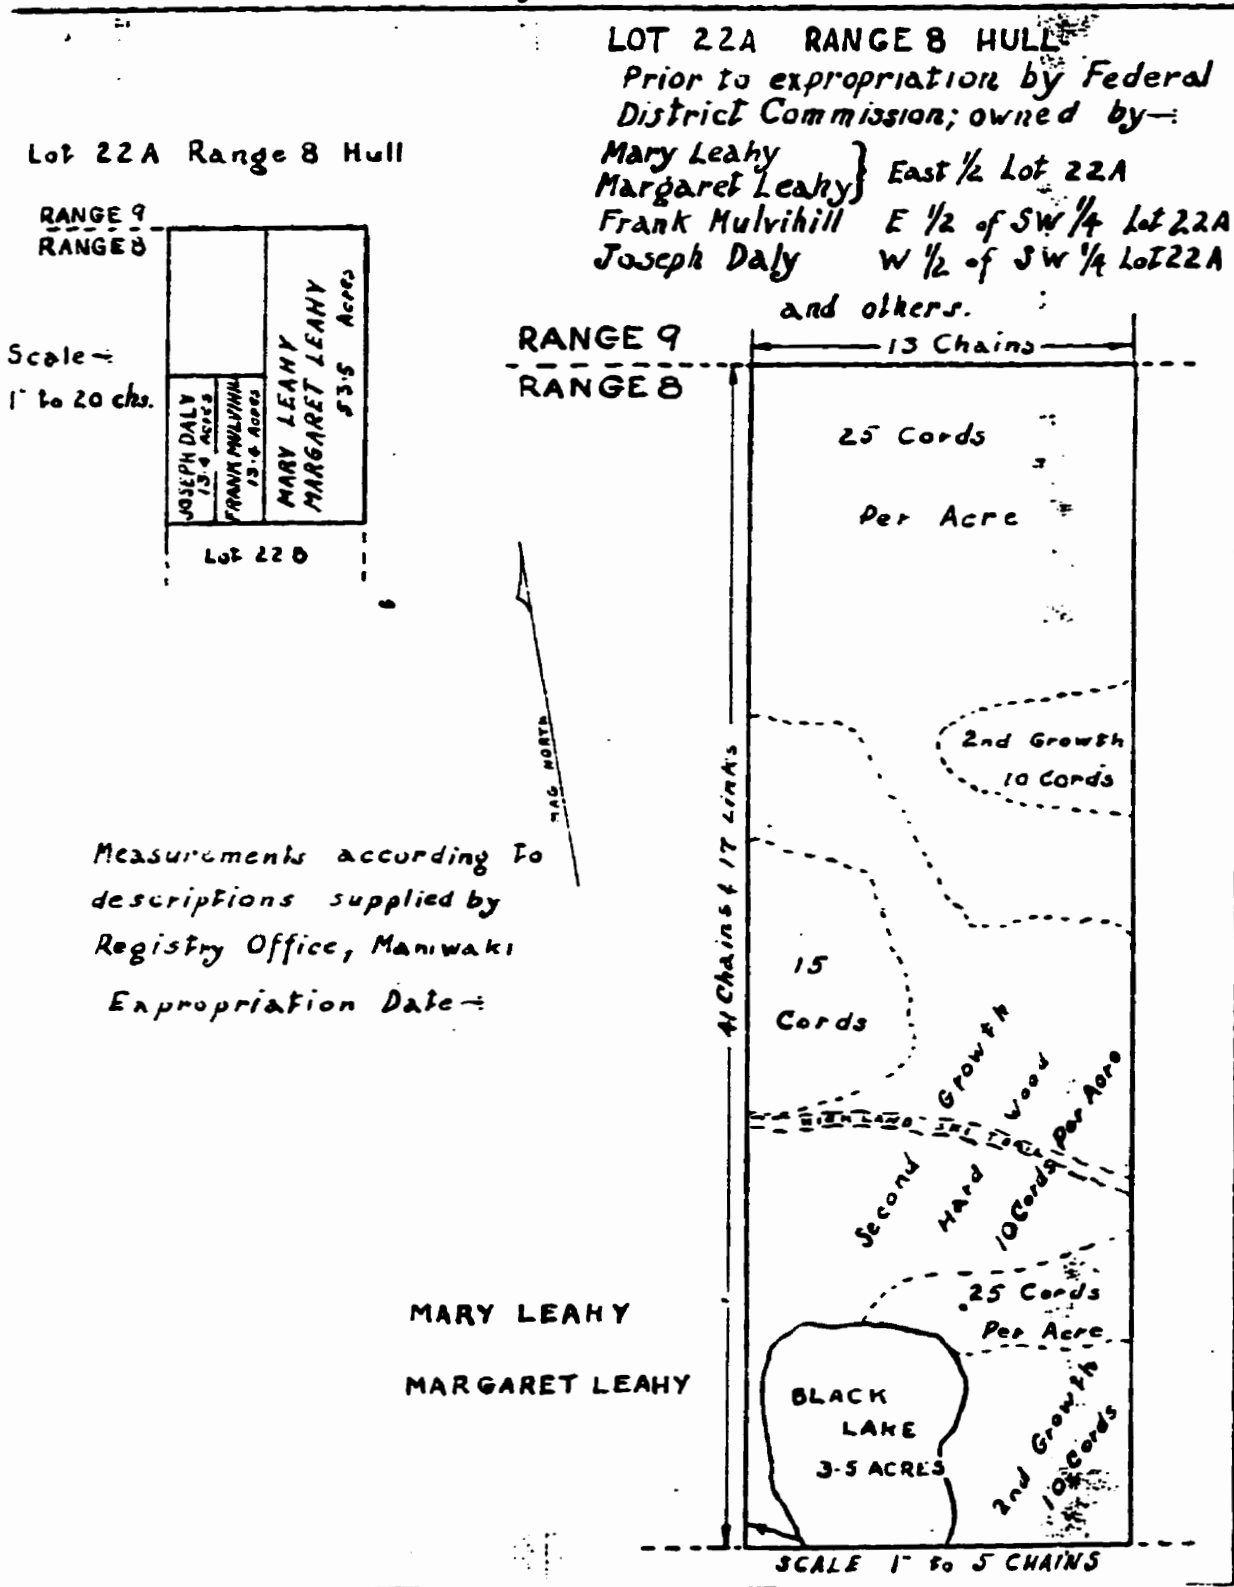 LOT 22A RANGE 8 HULL
Prior to expropriation by Federal
District Commission; owned by -:
Mary Leahy
Margaret Leahy } East 1/2 Lot 22A
Frank Mulvihill E 1/2 of SW 1/4 Lot 22A
Joseph Daly W 1/2 of SW 1/4 Lot 22A
and others.
Lot 22A Range 8 Hull
RANGE 9
RANGE 8
Scale -:
1" to 20 chs.
JOSEPH DALY
13.4 ACRES
FRANK MULVIHILL
13.4 Acres
MARY LEAHY
MARGARET LEAHY
53.5 Acres
Lot 22B
MAG NORTH
Measurements according to
descriptions supplied by
Registry Office, Maniwaki
Expropriation Date -:
RANGE 9
RANGE 8
13 Chains
41 Chains & 17 Links
25 Cords
Per Acre
2nd Growth
10 Cords
15
Cords
HIGHLAND SKI TRAIL
Second Growth
Hard Wood
10 Cords Per Acre
25 Cords
Per Acre
MARY LEAHY
MARGARET LEAHY
BLACK
LAKE
3.5 ACRES
2nd Growth
10 Cords
SCALE 1" to 5 CHAINS